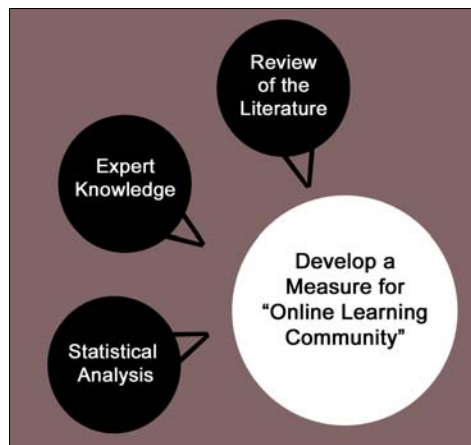 Review
of the
Literature
Expert
Knowledge
Develop a
Measure for
“Online Learning
Community”
Statistical
Analysis